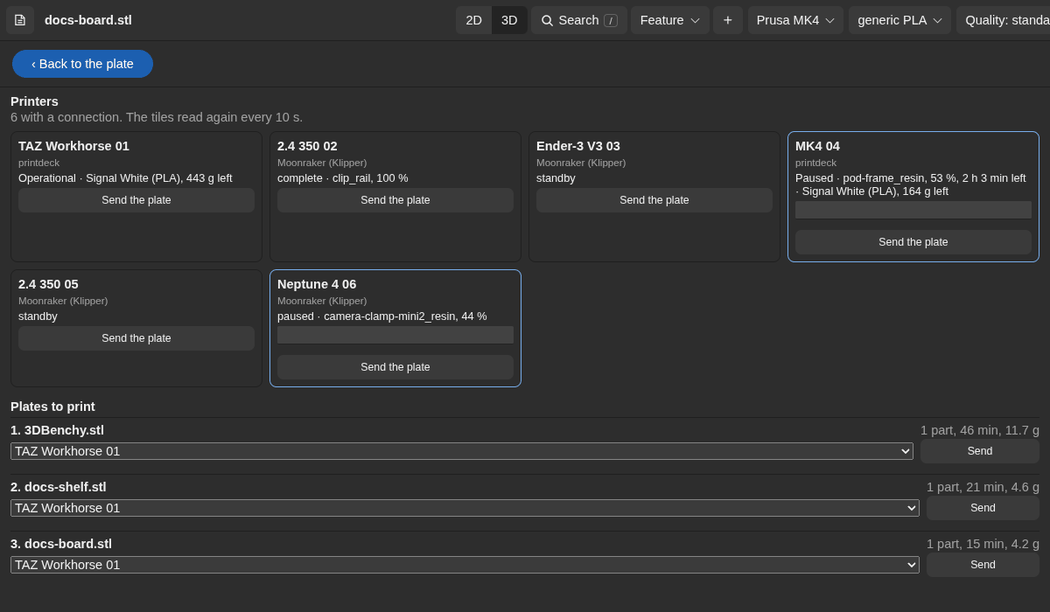 docs-board.stl
2D 3D Search / Feature + Prusa MK4 generic PLA Quality: standa
‹ Back to the plate
Printers
6 with a connection. The tiles read again every 10 s.
TAZ Workhorse 01
printdeck
Operational · Signal White (PLA), 443 g left
Send the plate
2.4 350 02
Moonraker (Klipper)
complete · clip_rail, 100 %
Send the plate
Ender-3 V3 03
Moonraker (Klipper)
standby
Send the plate
MK4 04
printdeck
Paused · pod-frame_resin, 53 %, 2 h 3 min left
· Signal White (PLA), 164 g left
Send the plate
2.4 350 05
Moonraker (Klipper)
standby
Send the plate
Neptune 4 06
Moonraker (Klipper)
paused · camera-clamp-mini2_resin, 44 %
Send the plate
Plates to print
1. 3DBenchy.stl 1 part, 46 min, 11.7 g
TAZ Workhorse 01 Send
2. docs-shelf.stl 1 part, 21 min, 4.6 g
TAZ Workhorse 01 Send
3. docs-board.stl 1 part, 15 min, 4.2 g
TAZ Workhorse 01 Send